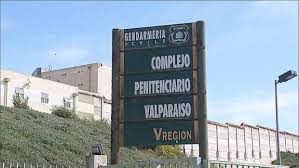 GENDARMERIA
CHILE
COMPLEJO
PENITENCIARIO
VALPARAISO
V REGION